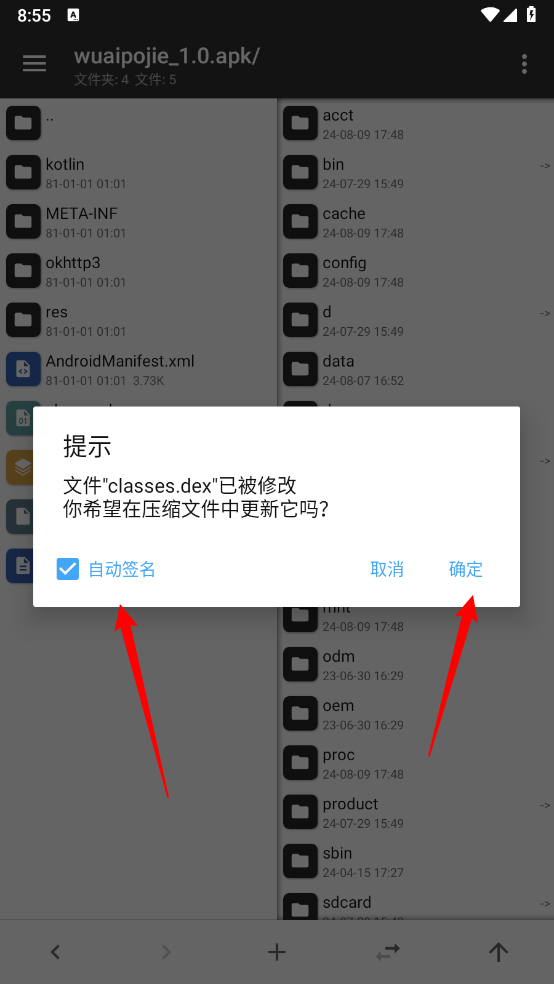 8:55
A
wuaipojie_1.0.apk/
文件夹: 4 文件: 5
..
kotlin
81-01-01 01:01
META-INF
81-01-01 01:01
okhttp3
81-01-01 01:01
res
81-01-01 01:01
AndroidManifest.xml
81-01-01 01:01 3.73K
acct
24-08-09 17:48
bin
24-07-29 15:49
->
cache
24-08-09 17:48
config
24-08-09 17:48
d
24-07-29 15:49
->
data
24-08-07 16:52
->
提示
文件"classes.dex"已被修改
你希望在压缩文件中更新它吗?
自动签名
取消
确定
mnt
24-08-09 17:48
odm
23-06-30 16:29
oem
23-06-30 16:29
proc
24-08-09 17:48
product
24-07-29 15:49
->
sbin
24-04-15 17:27
sdcard
->